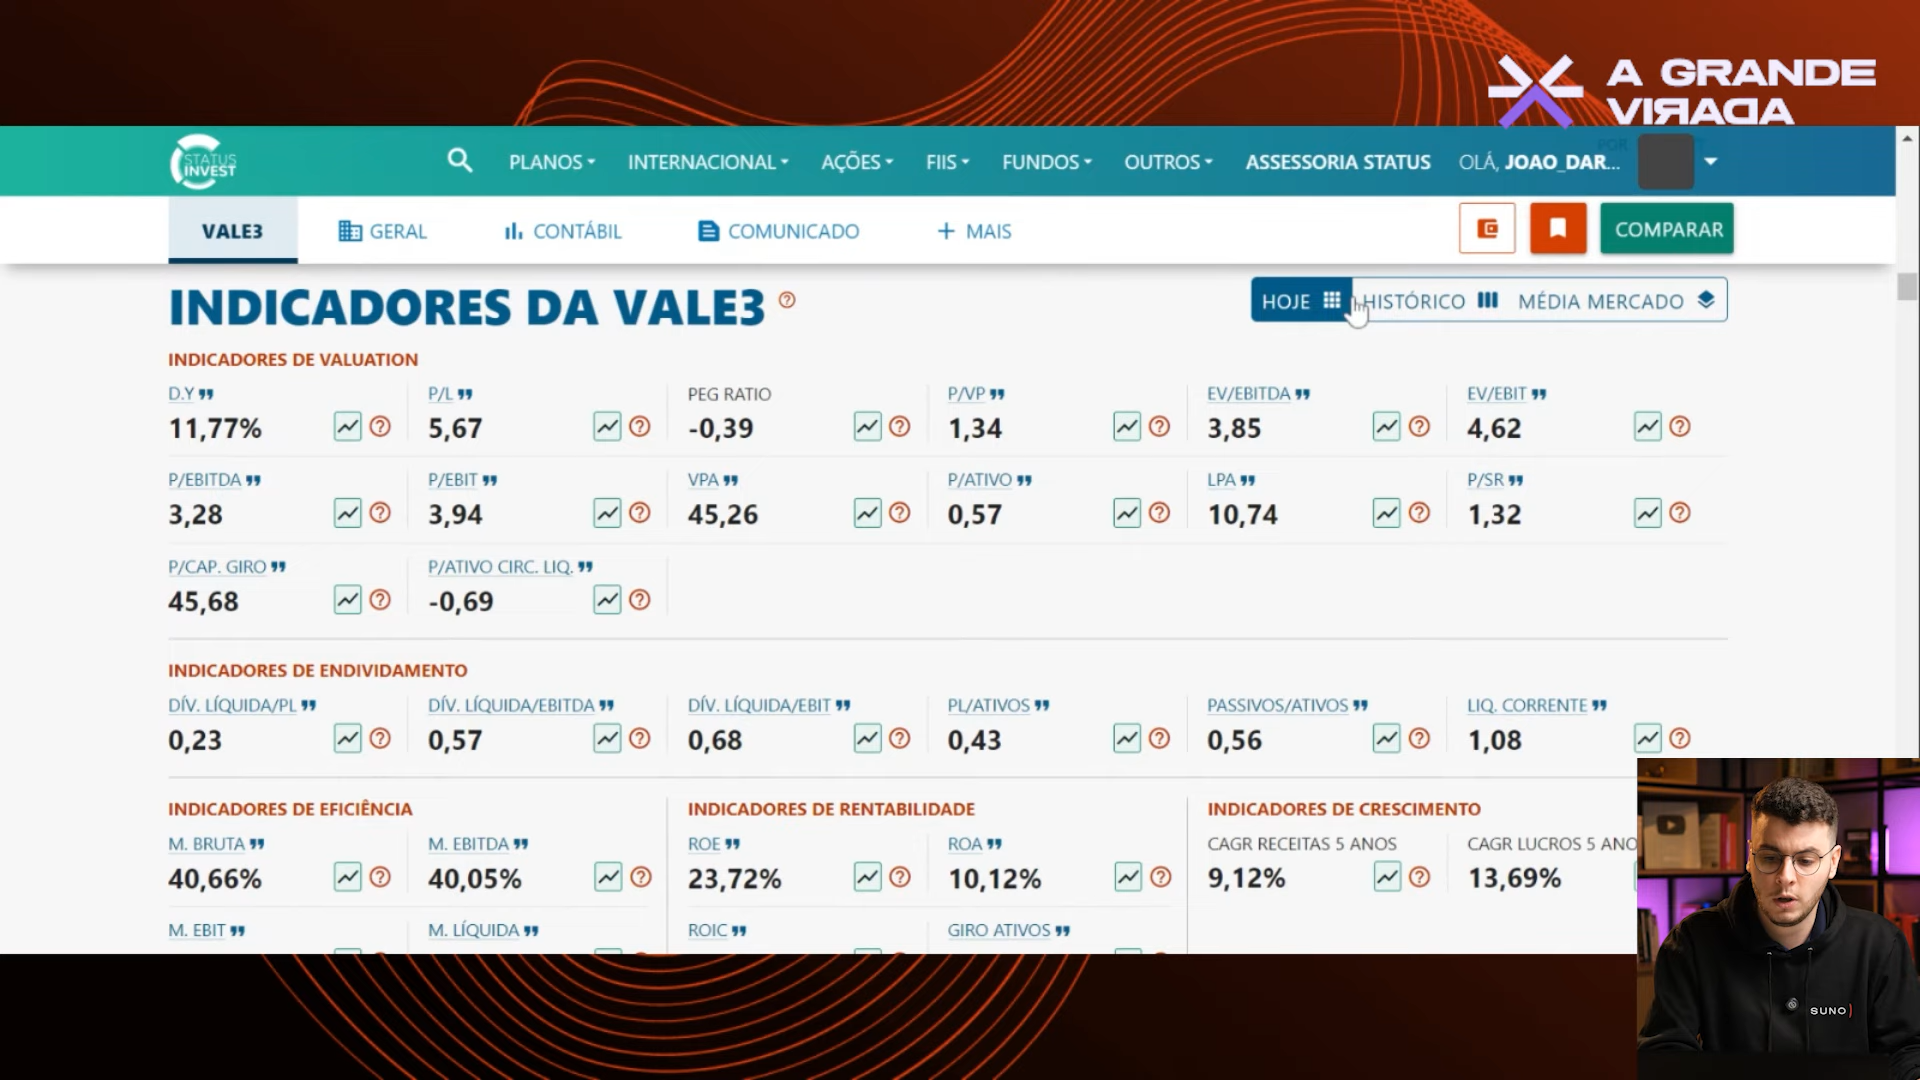 A GRANDE
VIRADA
STATUS
INVEST
PLANOS
INTERNACIONAL
AÇÕES
FIIS
FUNDOS
OUTROS
ASSESSORIA STATUS
OLÁ, JOAO_DAR...
POR
VALE3
GERAL
CONTÁBIL
COMUNICADO
+ MAIS
COMPARAR
INDICADORES DA VALE3
HOJE
HISTÓRICO
MÉDIA MERCADO
INDICADORES DE VALUATION
D.Y
11,77%
P/L
5,67
PEG RATIO
-0,39
P/VP
1,34
EV/EBITDA
3,85
EV/EBIT
4,62
P/EBITDA
3,28
P/EBIT
3,94
VPA
45,26
P/ATIVO
0,57
LPA
10,74
P/SR
1,32
P/CAP. GIRO
45,68
P/ATIVO CIRC. LIQ.
-0,69
INDICADORES DE ENDIVIDAMENTO
DÍV. LÍQUIDA/PL
0,23
DÍV. LÍQUIDA/EBITDA
0,57
DÍV. LÍQUIDA/EBIT
0,68
PL/ATIVOS
0,43
PASSIVOS/ATIVOS
0,56
LIQ. CORRENTE
1,08
INDICADORES DE EFICIÊNCIA
M. BRUTA
40,66%
M. EBITDA
40,05%
M. EBIT
M. LÍQUIDA
INDICADORES DE RENTABILIDADE
ROE
23,72%
ROA
10,12%
ROIC
GIRO ATIVOS
INDICADORES DE CRESCIMENTO
CAGR RECEITAS 5 ANOS
9,12%
CAGR LUCROS 5 ANO
13,69%
SUNO)